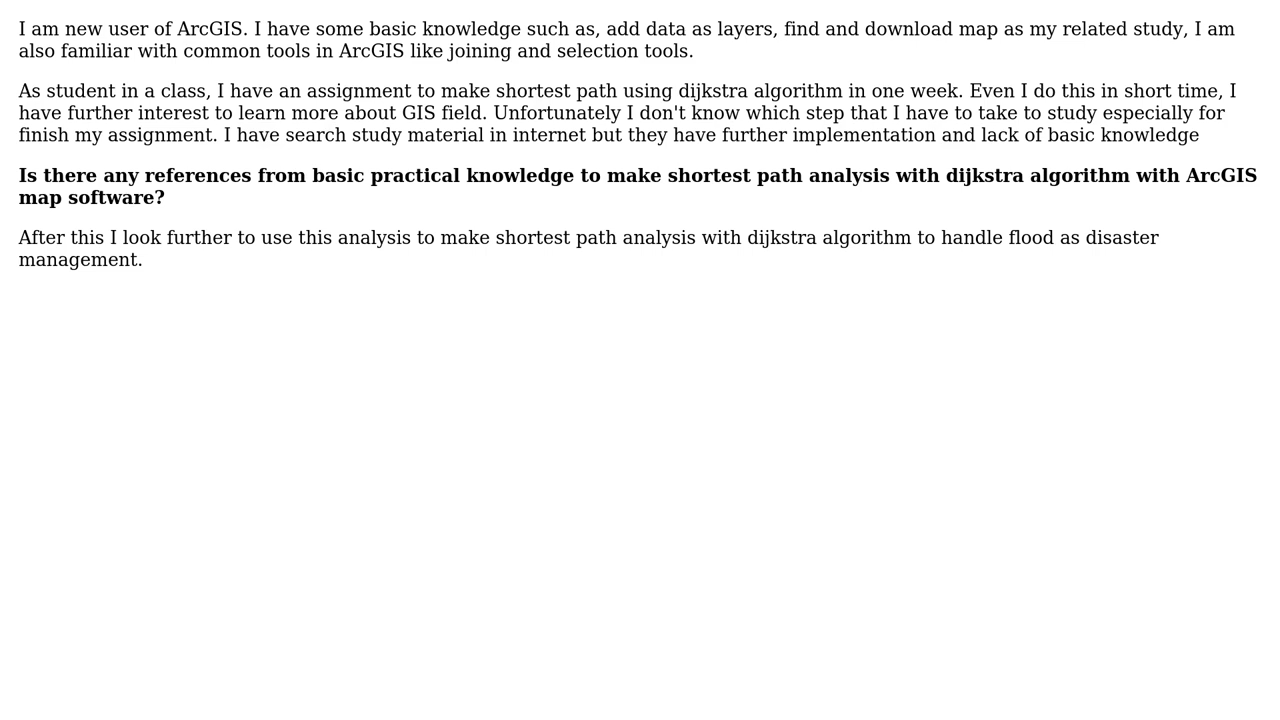 I am new user of ArcGIS. I have some basic knowledge such as, add data as layers, find and download map as my related study, I am
also familiar with common tools in ArcGIS like joining and selection tools.
As student in a class, I have an assignment to make shortest path using dijkstra algorithm in one week. Even I do this in short time, I
have further interest to learn more about GIS field. Unfortunately I don't know which step that I have to take to study especially for
finish my assignment. I have search study material in internet but they have further implementation and lack of basic knowledge
Is there any references from basic practical knowledge to make shortest path analysis with dijkstra algorithm with ArcGIS
map software?
After this I look further to use this analysis to make shortest path analysis with dijkstra algorithm to handle flood as disaster
management.